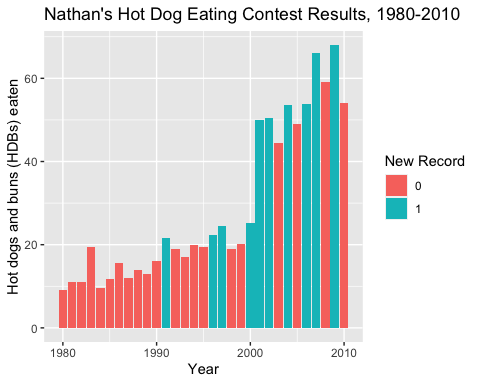 Nathan's Hot Dog Eating Contest Results, 1980-2010
Hot dogs and buns (HDBs) eaten
60
40
20
0
1980
1990
2000
2010
Year
New Record
0
1